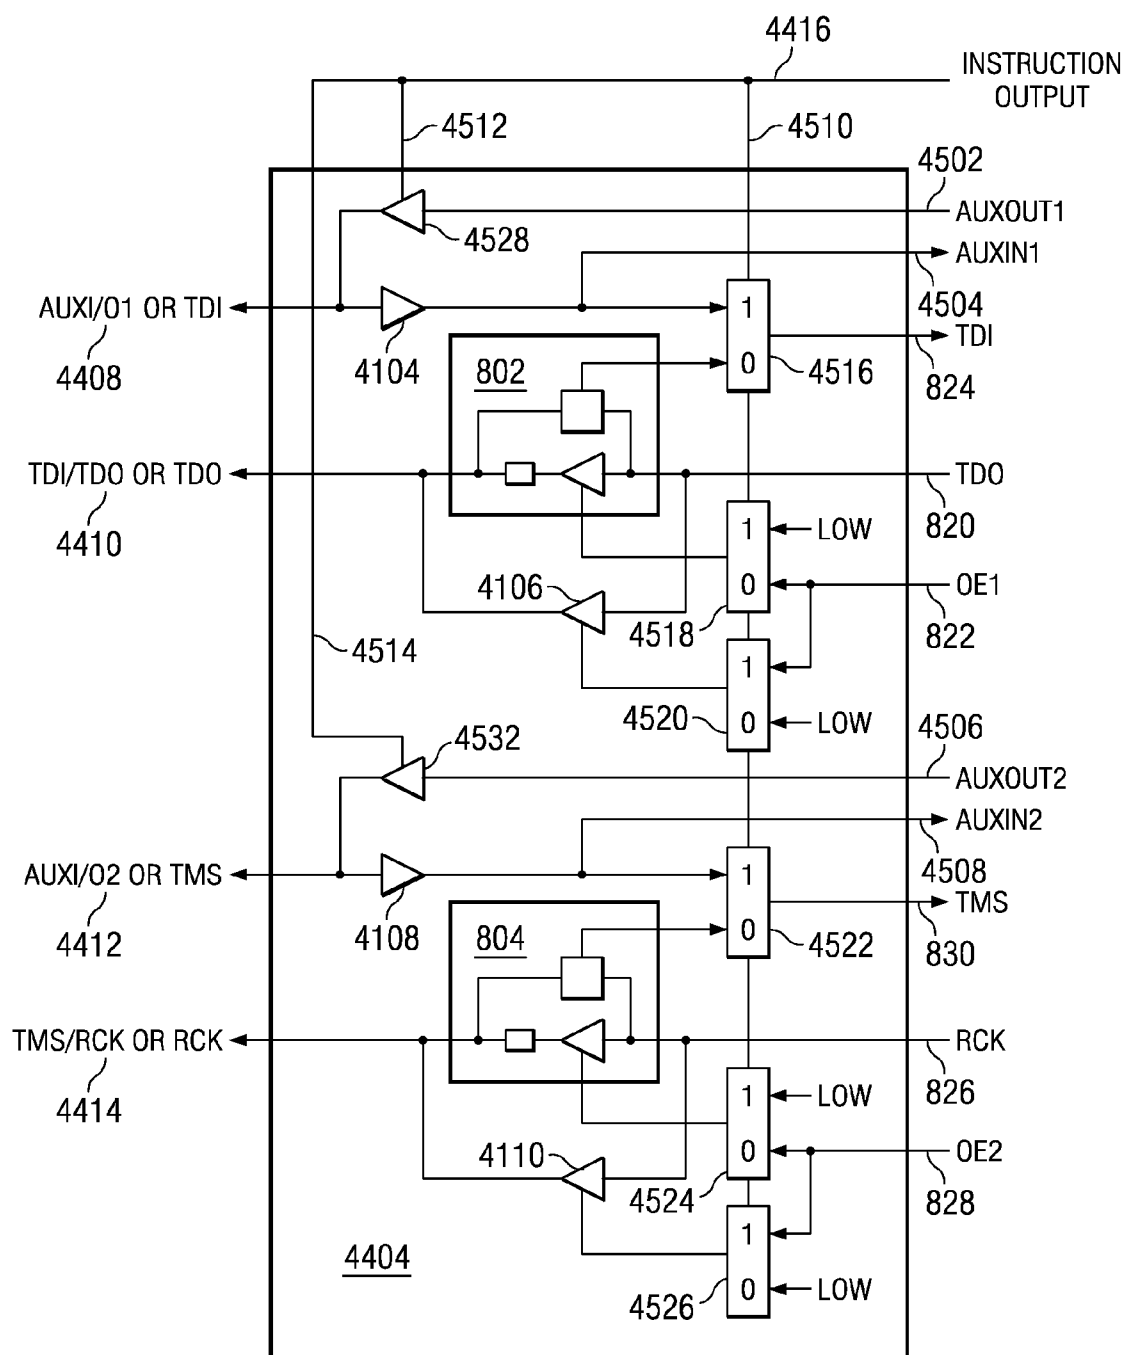 4416
INSTRUCTION
OUTPUT
4512
4510
4502
AUXOUT1
4528
AUXIN1
4504
AUXI/O1 OR TDI
1
4104
TDI
4408
802
0
4516
824
TDI/TDO OR TDO
TDO
4410
1
LOW
820
4106
0
OE1
4518
822
4514
1
4520
0
LOW
4532
4506
AUXOUT2
AUXIN2
AUXI/O2 OR TMS
1
4508
4108
TMS
4412
804
0
4522
830
TMS/RCK OR RCK
RCK
4414
1
LOW
826
4110
0
OE2
4524
828
1
4404
4526
0
LOW